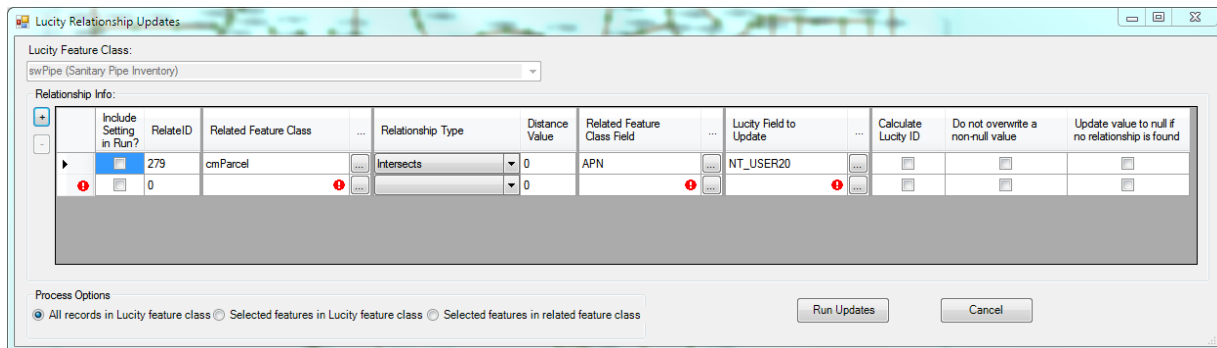 Lucity Relationship Updates
Lucity Feature Class:
swPipe (Sanitary Pipe Inventory)
Relationship Info:
+
-
Include Setting in Run? RelateID Related Feature Class ... Relationship Type Distance Value Related Feature Class Field ... Lucity Field to Update ... Calculate Lucity ID Do not overwrite a non-null value Update value to null if no relationship is found
279 cmParcel ... Intersects 0 APN ... NT_USER20 ...
0 ... 0 ... ...
Process Options
All records in Lucity feature class Selected features in Lucity feature class Selected features in related feature class
Run Updates Cancel